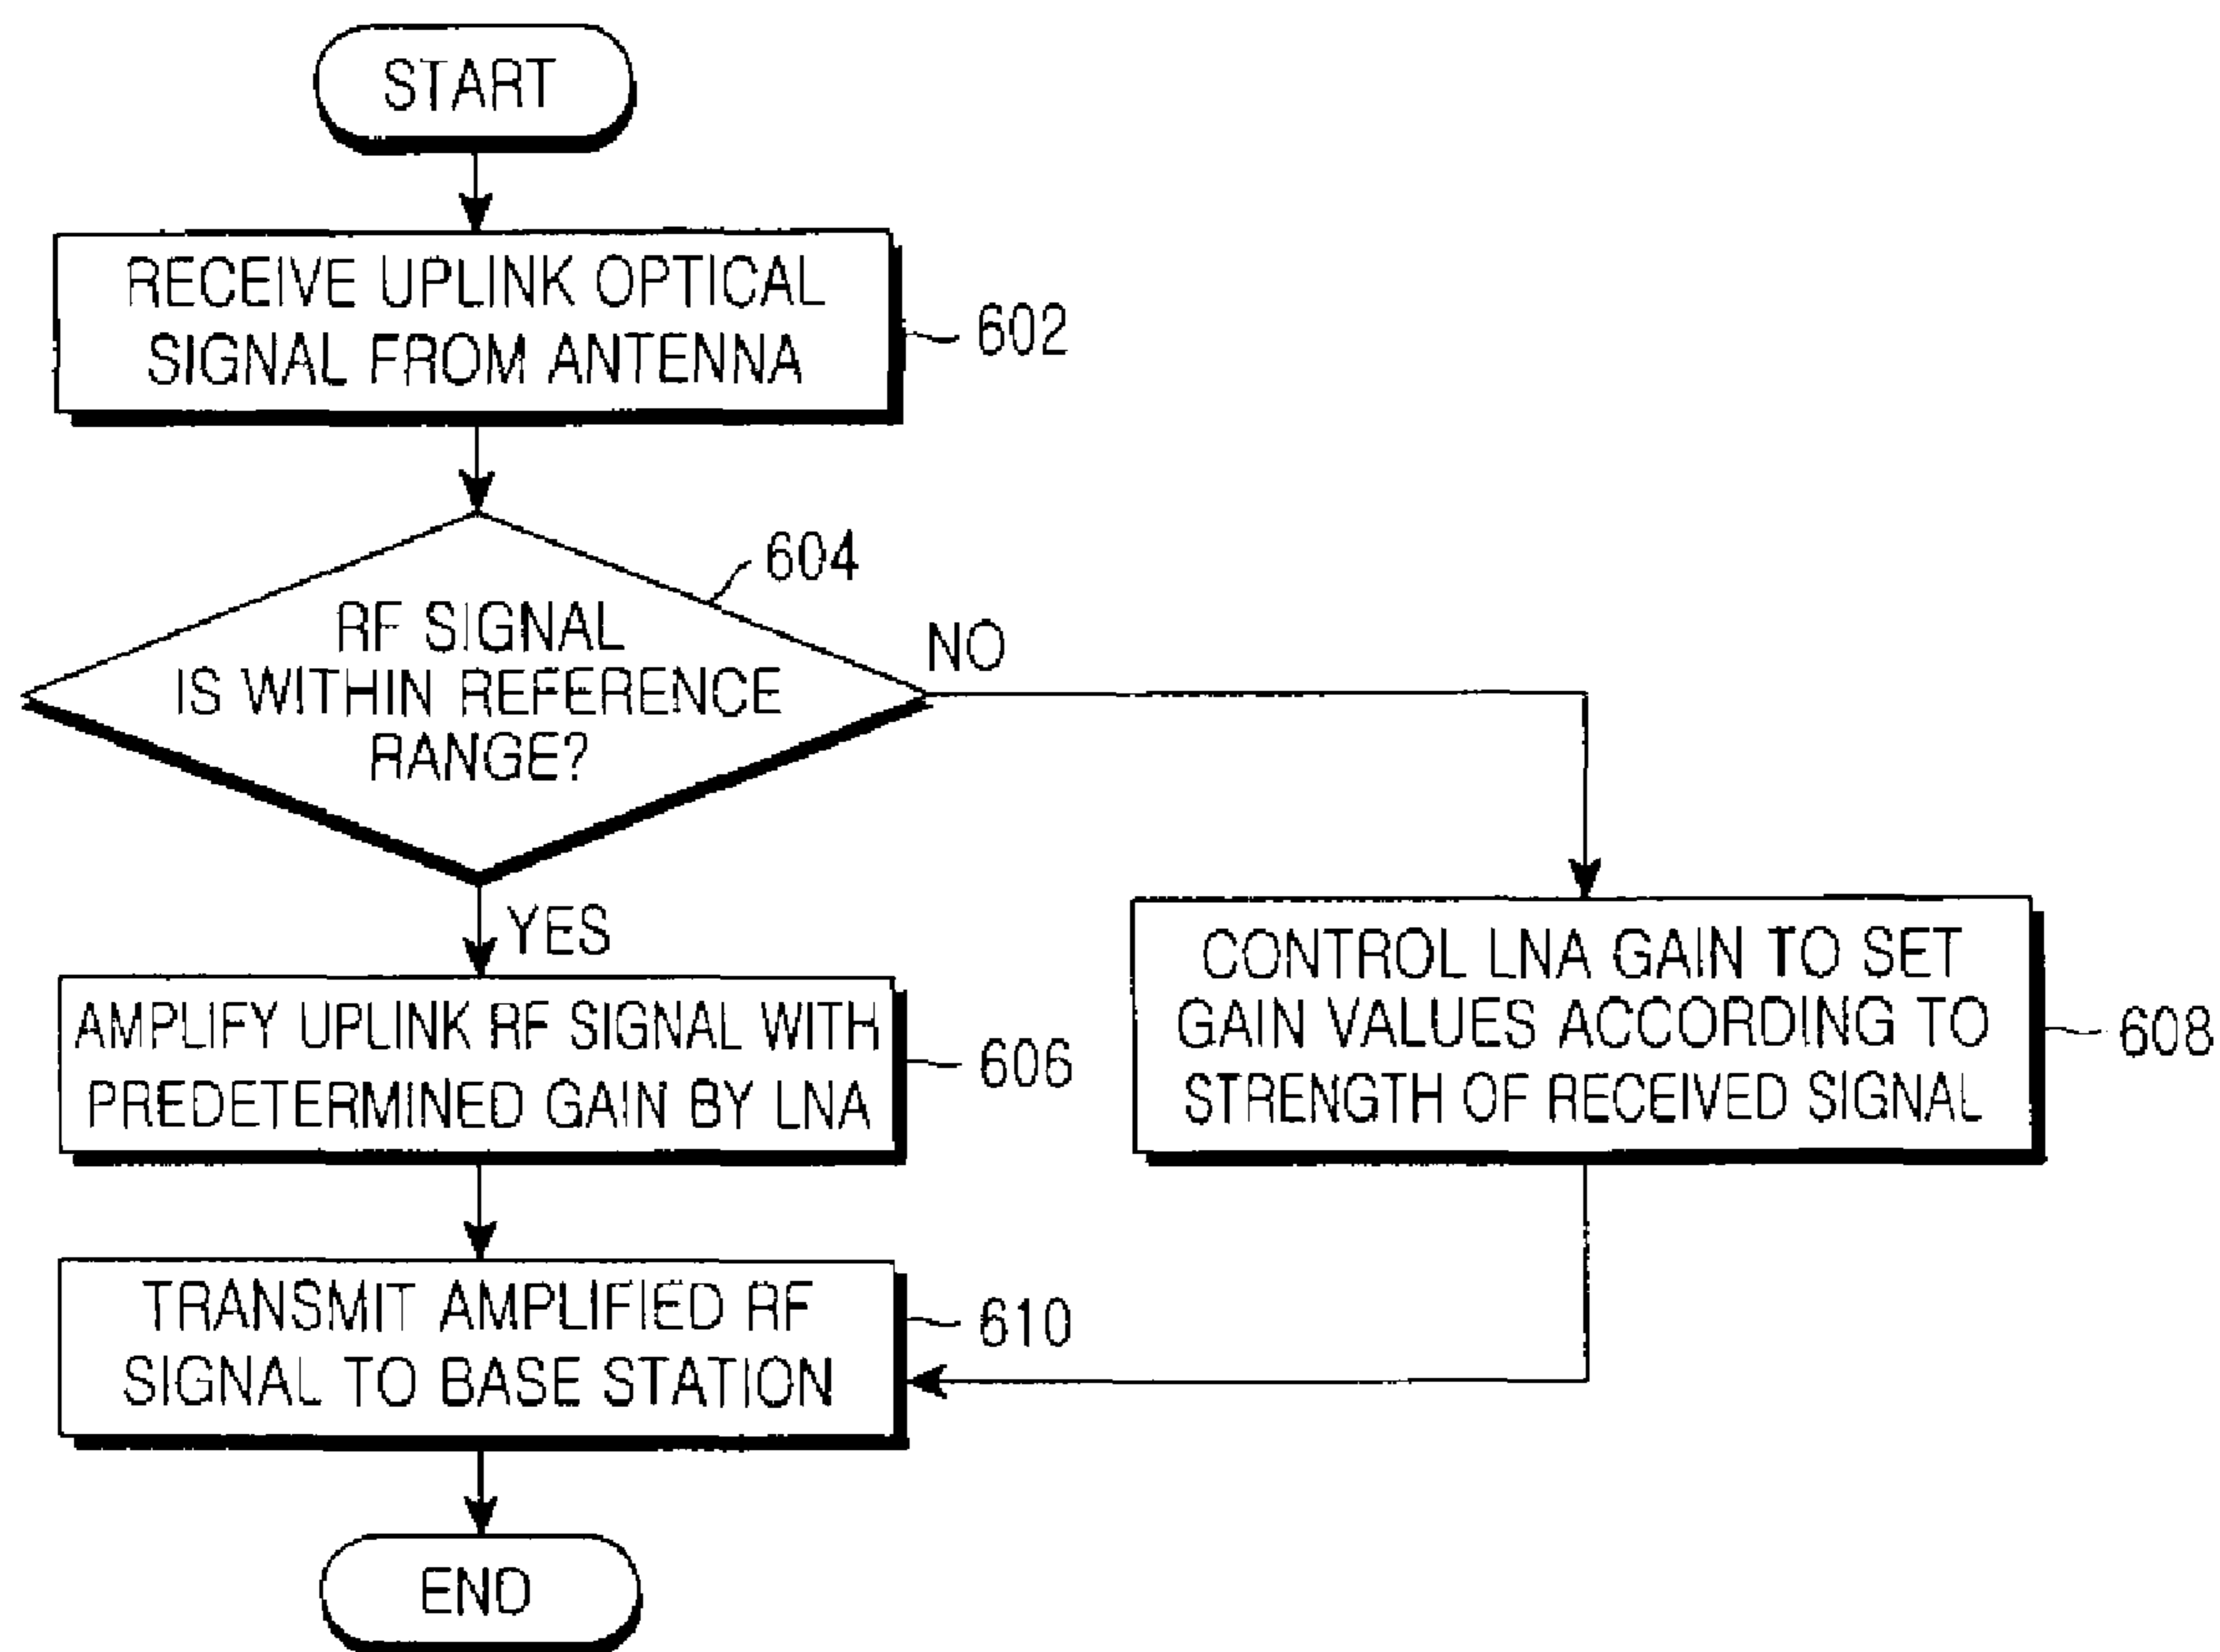 START
RECEIVE UPLINK OPTICAL
SIGNAL FROM ANTENNA
602
604
RF SIGNAL
IS WITHIN REFERENCE
RANGE?
NO
YES
AMPLIFY UPLINK RF SIGNAL WITH
PREDETERMINED GAIN BY LNA
606
CONTROL LNA GAIN TO SET
GAIN VALUES ACCORDING TO
STRENGTH OF RECEIVED SIGNAL
608
TRANSMIT AMPLIFIED RF
SIGNAL TO BASE STATION
610
END